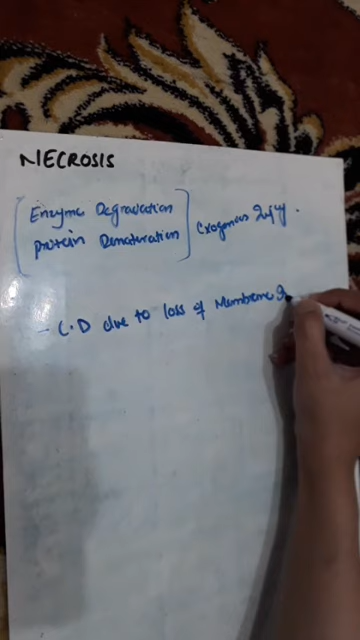 NECROSIS
Enzyme Degradation
Protein Denaturation
Exogenous Injury.
- C.D due to loss of Membrane